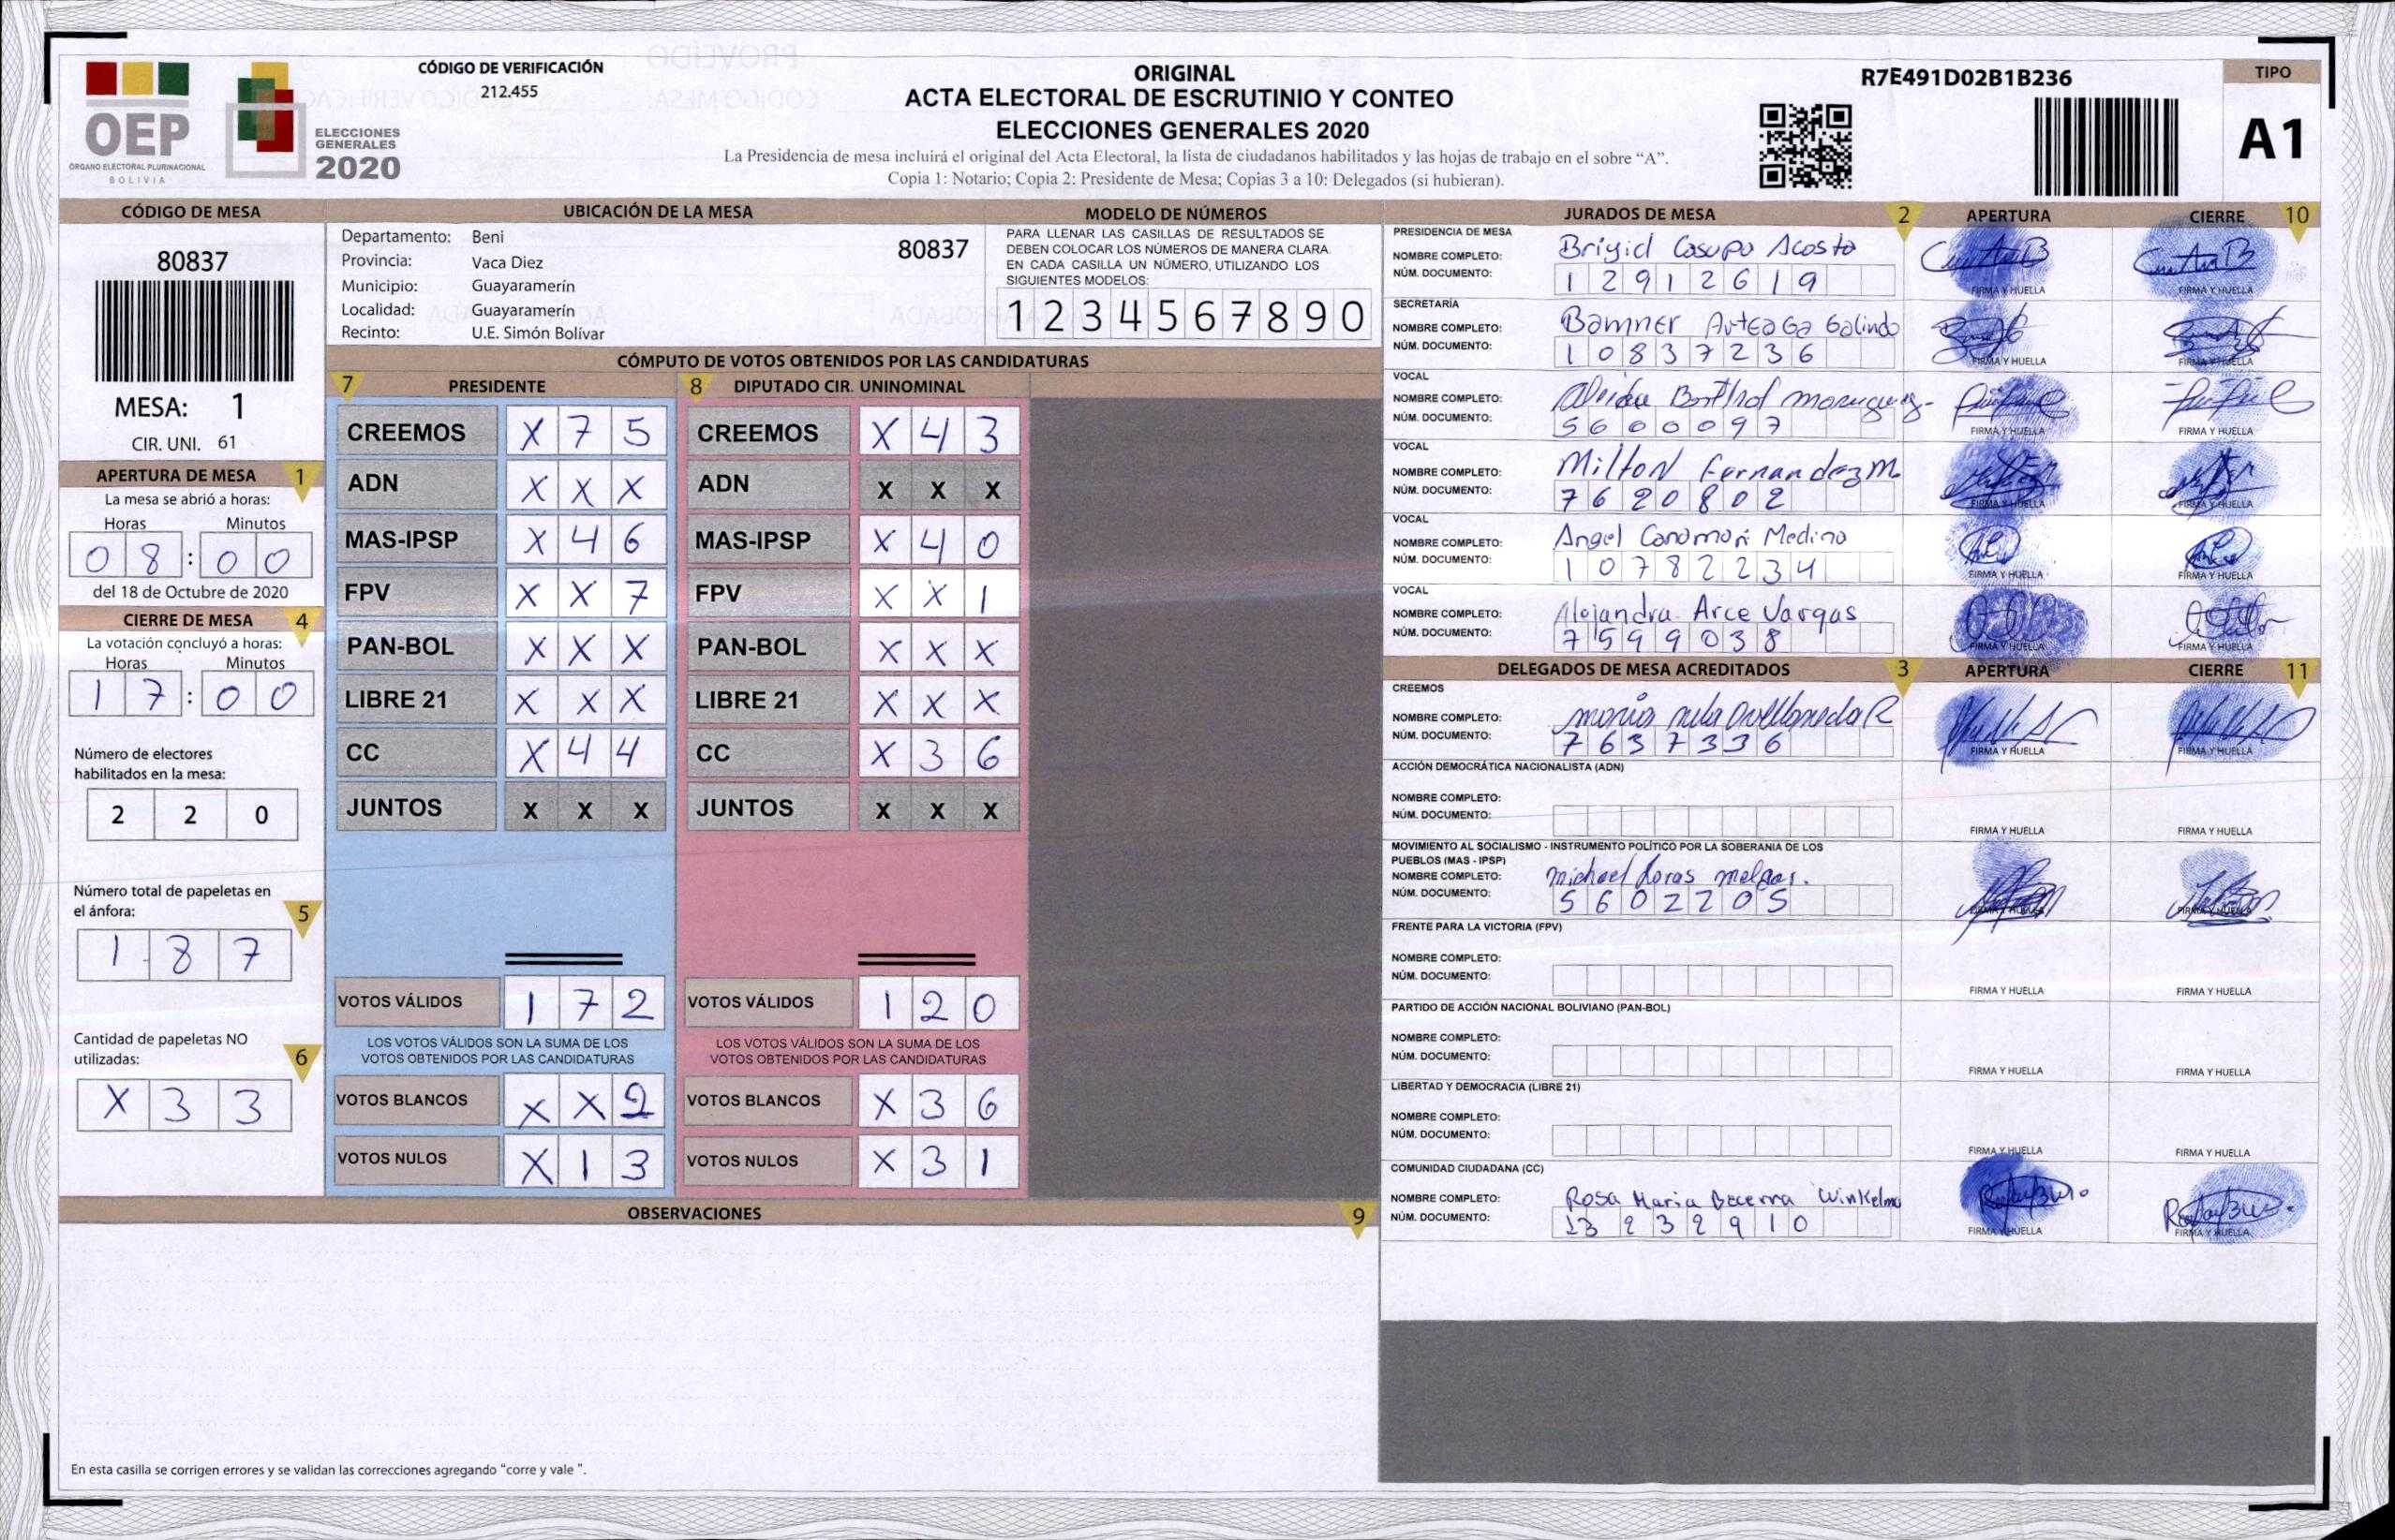 CÓDIGO DE VERIFICACIÓN
212.455
OEP
ÓRGANO ELECTORAL PLURINACIONAL
BOLIVIA
ELECCIONES
GENERALES
2020
ORIGINAL
ACTA ELECTORAL DE ESCRUTINIO Y CONTEO
ELECCIONES GENERALES 2020
La Presidencia de mesa incluirá el original del Acta Electoral, la lista de ciudadanos habilitados y las hojas de trabajo en el sobre “A”.
Copia 1: Notario; Copia 2: Presidente de Mesa; Copias 3 a 10: Delegados (si hubieran).
R7E491D02B1B236
TIPO
A1
CÓDIGO DE MESA
80837
MESA: 1
CIR. UNI. 61
APERTURA DE MESA 1
La mesa se abrió a horas:
Horas Minutos
0 8 : 0 0
del 18 de Octubre de 2020
CIERRE DE MESA 4
La votación concluyó a horas:
Horas Minutos
1 7 : 0 0
Número de electores
habilitados en la mesa:
2 2 0
Número total de papeletas en
el ánfora: 5
1 8 7
Cantidad de papeletas NO
utilizadas: 6
X 3 3
UBICACIÓN DE LA MESA
Departamento: Beni
80837
Provincia: Vaca Diez
Municipio: Guayaramerín
Localidad: Guayaramerín
Recinto: U.E. Simón Bolívar
MODELO DE NÚMEROS
PARA LLENAR LAS CASILLAS DE RESULTADOS SE
DEBEN COLOCAR LOS NÚMEROS DE MANERA CLARA.
EN CADA CASILLA UN NÚMERO, UTILIZANDO LOS
SIGUIENTES MODELOS:
1 2 3 4 5 6 7 8 9 0
CÓMPUTO DE VOTOS OBTENIDOS POR LAS CANDIDATURAS
7 PRESIDENTE
CREEMOS X 7 5
ADN X X X
MAS-IPSP X 4 6
FPV X X 7
PAN-BOL X X X
LIBRE 21 X X X
CC X 4 4
JUNTOS X X X
VOTOS VÁLIDOS 1 7 2
LOS VOTOS VÁLIDOS SON LA SUMA DE LOS
VOTOS OBTENIDOS POR LAS CANDIDATURAS
VOTOS BLANCOS X X 2
VOTOS NULOS X 1 3
8 DIPUTADO CIR. UNINOMINAL
CREEMOS X 4 3
ADN X X X
MAS-IPSP X 4 0
FPV X X 1
PAN-BOL X X X
LIBRE 21 X X X
CC X 3 6
JUNTOS X X X
VOTOS VÁLIDOS 1 2 0
LOS VOTOS VÁLIDOS SON LA SUMA DE LOS
VOTOS OBTENIDOS POR LAS CANDIDATURAS
VOTOS BLANCOS X 3 6
VOTOS NULOS X 3 1
OBSERVACIONES 9
En esta casilla se corrigen errores y se validan las correcciones agregando “corre y vale ”.
JURADOS DE MESA 2 APERTURA CIERRE 10
PRESIDENCIA DE MESA
NOMBRE COMPLETO: Brigid Casupa Acosta
NÚM. DOCUMENTO: 1 2 9 1 2 6 1 9
FIRMA Y HUELLA FIRMA Y HUELLA
SECRETARÍA
NOMBRE COMPLETO: Bamner Arteaga Galindo
NÚM. DOCUMENTO: 1 0 8 3 7 2 3 6
FIRMA Y HUELLA FIRMA Y HUELLA
VOCAL
NOMBRE COMPLETO:
NÚM. DOCUMENTO: 5 6 0 0 0 9 7
FIRMA Y HUELLA FIRMA Y HUELLA
VOCAL
NOMBRE COMPLETO: Milton Fernandez M
NÚM. DOCUMENTO: 7 6 2 0 8 0 2
FIRMA Y HUELLA FIRMA Y HUELLA
VOCAL
NOMBRE COMPLETO: Angel Canamari Medina
NÚM. DOCUMENTO: 1 0 7 8 2 2 3 4
FIRMA Y HUELLA FIRMA Y HUELLA
VOCAL
NOMBRE COMPLETO: Alejandra Arce Vargas
NÚM. DOCUMENTO: 7 5 9 9 0 3 8
FIRMA Y HUELLA FIRMA Y HUELLA
DELEGADOS DE MESA ACREDITADOS 3 APERTURA CIERRE 11
CREEMOS
NOMBRE COMPLETO: maria
NÚM. DOCUMENTO: 7 6 3 7 3 3 6
FIRMA Y HUELLA FIRMA Y HUELLA
ACCIÓN DEMOCRÁTICA NACIONALISTA (ADN)
NOMBRE COMPLETO:
NÚM. DOCUMENTO:
FIRMA Y HUELLA FIRMA Y HUELLA
MOVIMIENTO AL SOCIALISMO - INSTRUMENTO POLÍTICO POR LA SOBERANIA DE LOS
PUEBLOS (MAS - IPSP)
NOMBRE COMPLETO: michael
NÚM. DOCUMENTO: 5 6 0 2 2 0 5
FIRMA Y HUELLA FIRMA Y HUELLA
FRENTE PARA LA VICTORIA (FPV)
NOMBRE COMPLETO:
NÚM. DOCUMENTO:
FIRMA Y HUELLA FIRMA Y HUELLA
PARTIDO DE ACCIÓN NACIONAL BOLIVIANO (PAN-BOL)
NOMBRE COMPLETO:
NÚM. DOCUMENTO:
FIRMA Y HUELLA FIRMA Y HUELLA
LIBERTAD Y DEMOCRACIA (LIBRE 21)
NOMBRE COMPLETO:
NÚM. DOCUMENTO:
FIRMA Y HUELLA FIRMA Y HUELLA
COMUNIDAD CIUDADANA (CC)
NOMBRE COMPLETO: Rosa Maria Becerra Winkelma
NÚM. DOCUMENTO: 13 2 3 2 9 1 0
FIRMA Y HUELLA FIRMA Y HUELLA